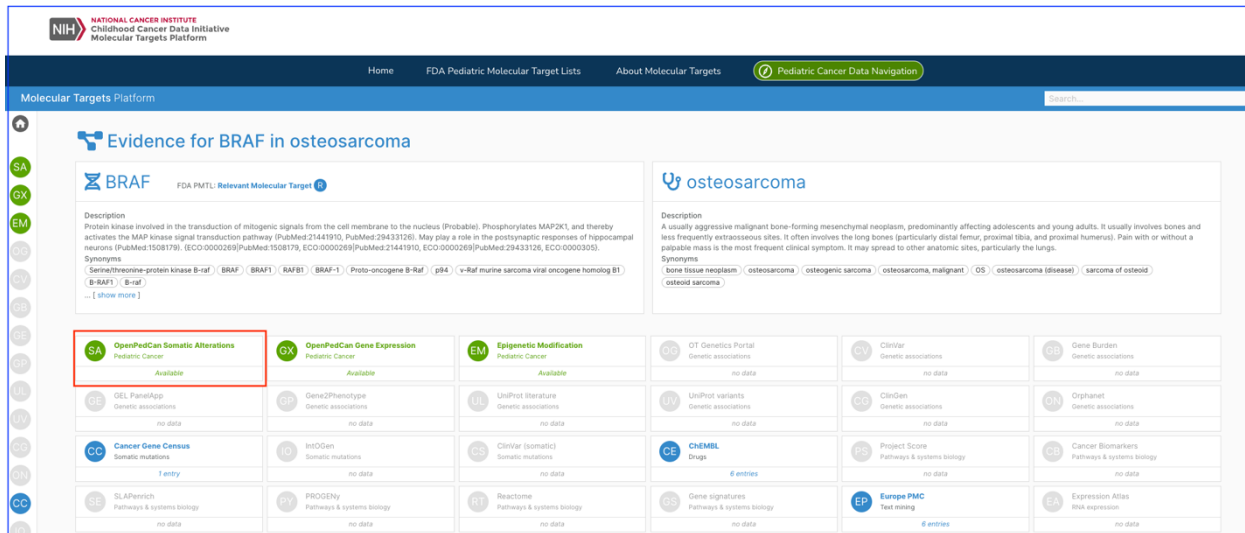 NIH
NATIONAL CANCER INSTITUTE
Childhood Cancer Data Initiative
Molecular Targets Platform
Home FDA Pediatric Molecular Target Lists About Molecular Targets Pediatric Cancer Data Navigation
Molecular Targets Platform Search...
Evidence for BRAF in osteosarcoma
SA
GX
EM
OG
CV
GB
GE
GP
UL
UV
CG
ON
CC
IO
BRAF FDA PMTL: Relevant Molecular Target R
Description
Protein kinase involved in the transduction of mitogenic signals from the cell membrane to the nucleus (Probable). Phosphorylates MAP2K1, and thereby
activates the MAP kinase signal transduction pathway (PubMed:21441910, PubMed:29433126). May play a role in the postsynaptic responses of hippocampal
neurons (PubMed:1508179). {ECO:0000269|PubMed:1508179, ECO:0000269|PubMed:21441910, ECO:0000269|PubMed:29433126, ECO:0000305}.
Synonyms
Serine/threonine-protein kinase B-raf BRAF BRAF1 RAFB1 BRAF-1 Proto-oncogene B-Raf p94 v-Raf murine sarcoma viral oncogene homolog B1
B-RAF1 B-raf
... [ show more ]
osteosarcoma
Description
A usually aggressive malignant bone-forming mesenchymal neoplasm, predominantly affecting adolescents and young adults. It usually involves bones and
less frequently extraosseous sites. It often involves the long bones (particularly distal femur, proximal tibia, and proximal humerus). Pain with or without a
palpable mass is the most frequent clinical symptom. It may spread to other anatomic sites, particularly the lungs.
Synonyms
bone tissue neoplasm osteosarcoma osteogenic sarcoma osteosarcoma, malignant OS osteosarcoma (disease) sarcoma of osteoid
osteoid sarcoma
SA OpenPedCan Somatic Alterations GX OpenPedCan Gene Expression EM Epigenetic Modification OG OT Genetics Portal CV ClinVar GB Gene Burden
Pediatric Cancer Pediatric Cancer Pediatric Cancer Genetic associations Genetic associations Genetic associations
Available Available Available no data no data no data
GE GEL PanelApp GP Gene2Phenotype UL UniProt literature UV UniProt variants CG ClinGen ON Orphanet
Genetic associations Genetic associations Genetic associations Genetic associations Genetic associations Genetic associations
no data no data no data no data no data no data
CC Cancer Gene Census IO IntOGen CS ClinVar (somatic) CE ChEMBL PS Project Score CB Cancer Biomarkers
Somatic mutations Somatic mutations Somatic mutations Drugs Pathways & systems biology Pathways & systems biology
1 entry no data no data 6 entries no data no data
SE SLAPenrich PY PROGENy RT Reactome GS Gene signatures EP Europe PMC EA Expression Atlas
Pathways & systems biology Pathways & systems biology Pathways & systems biology Pathways & systems biology Text mining RNA expression
no data no data no data no data 6 entries no data